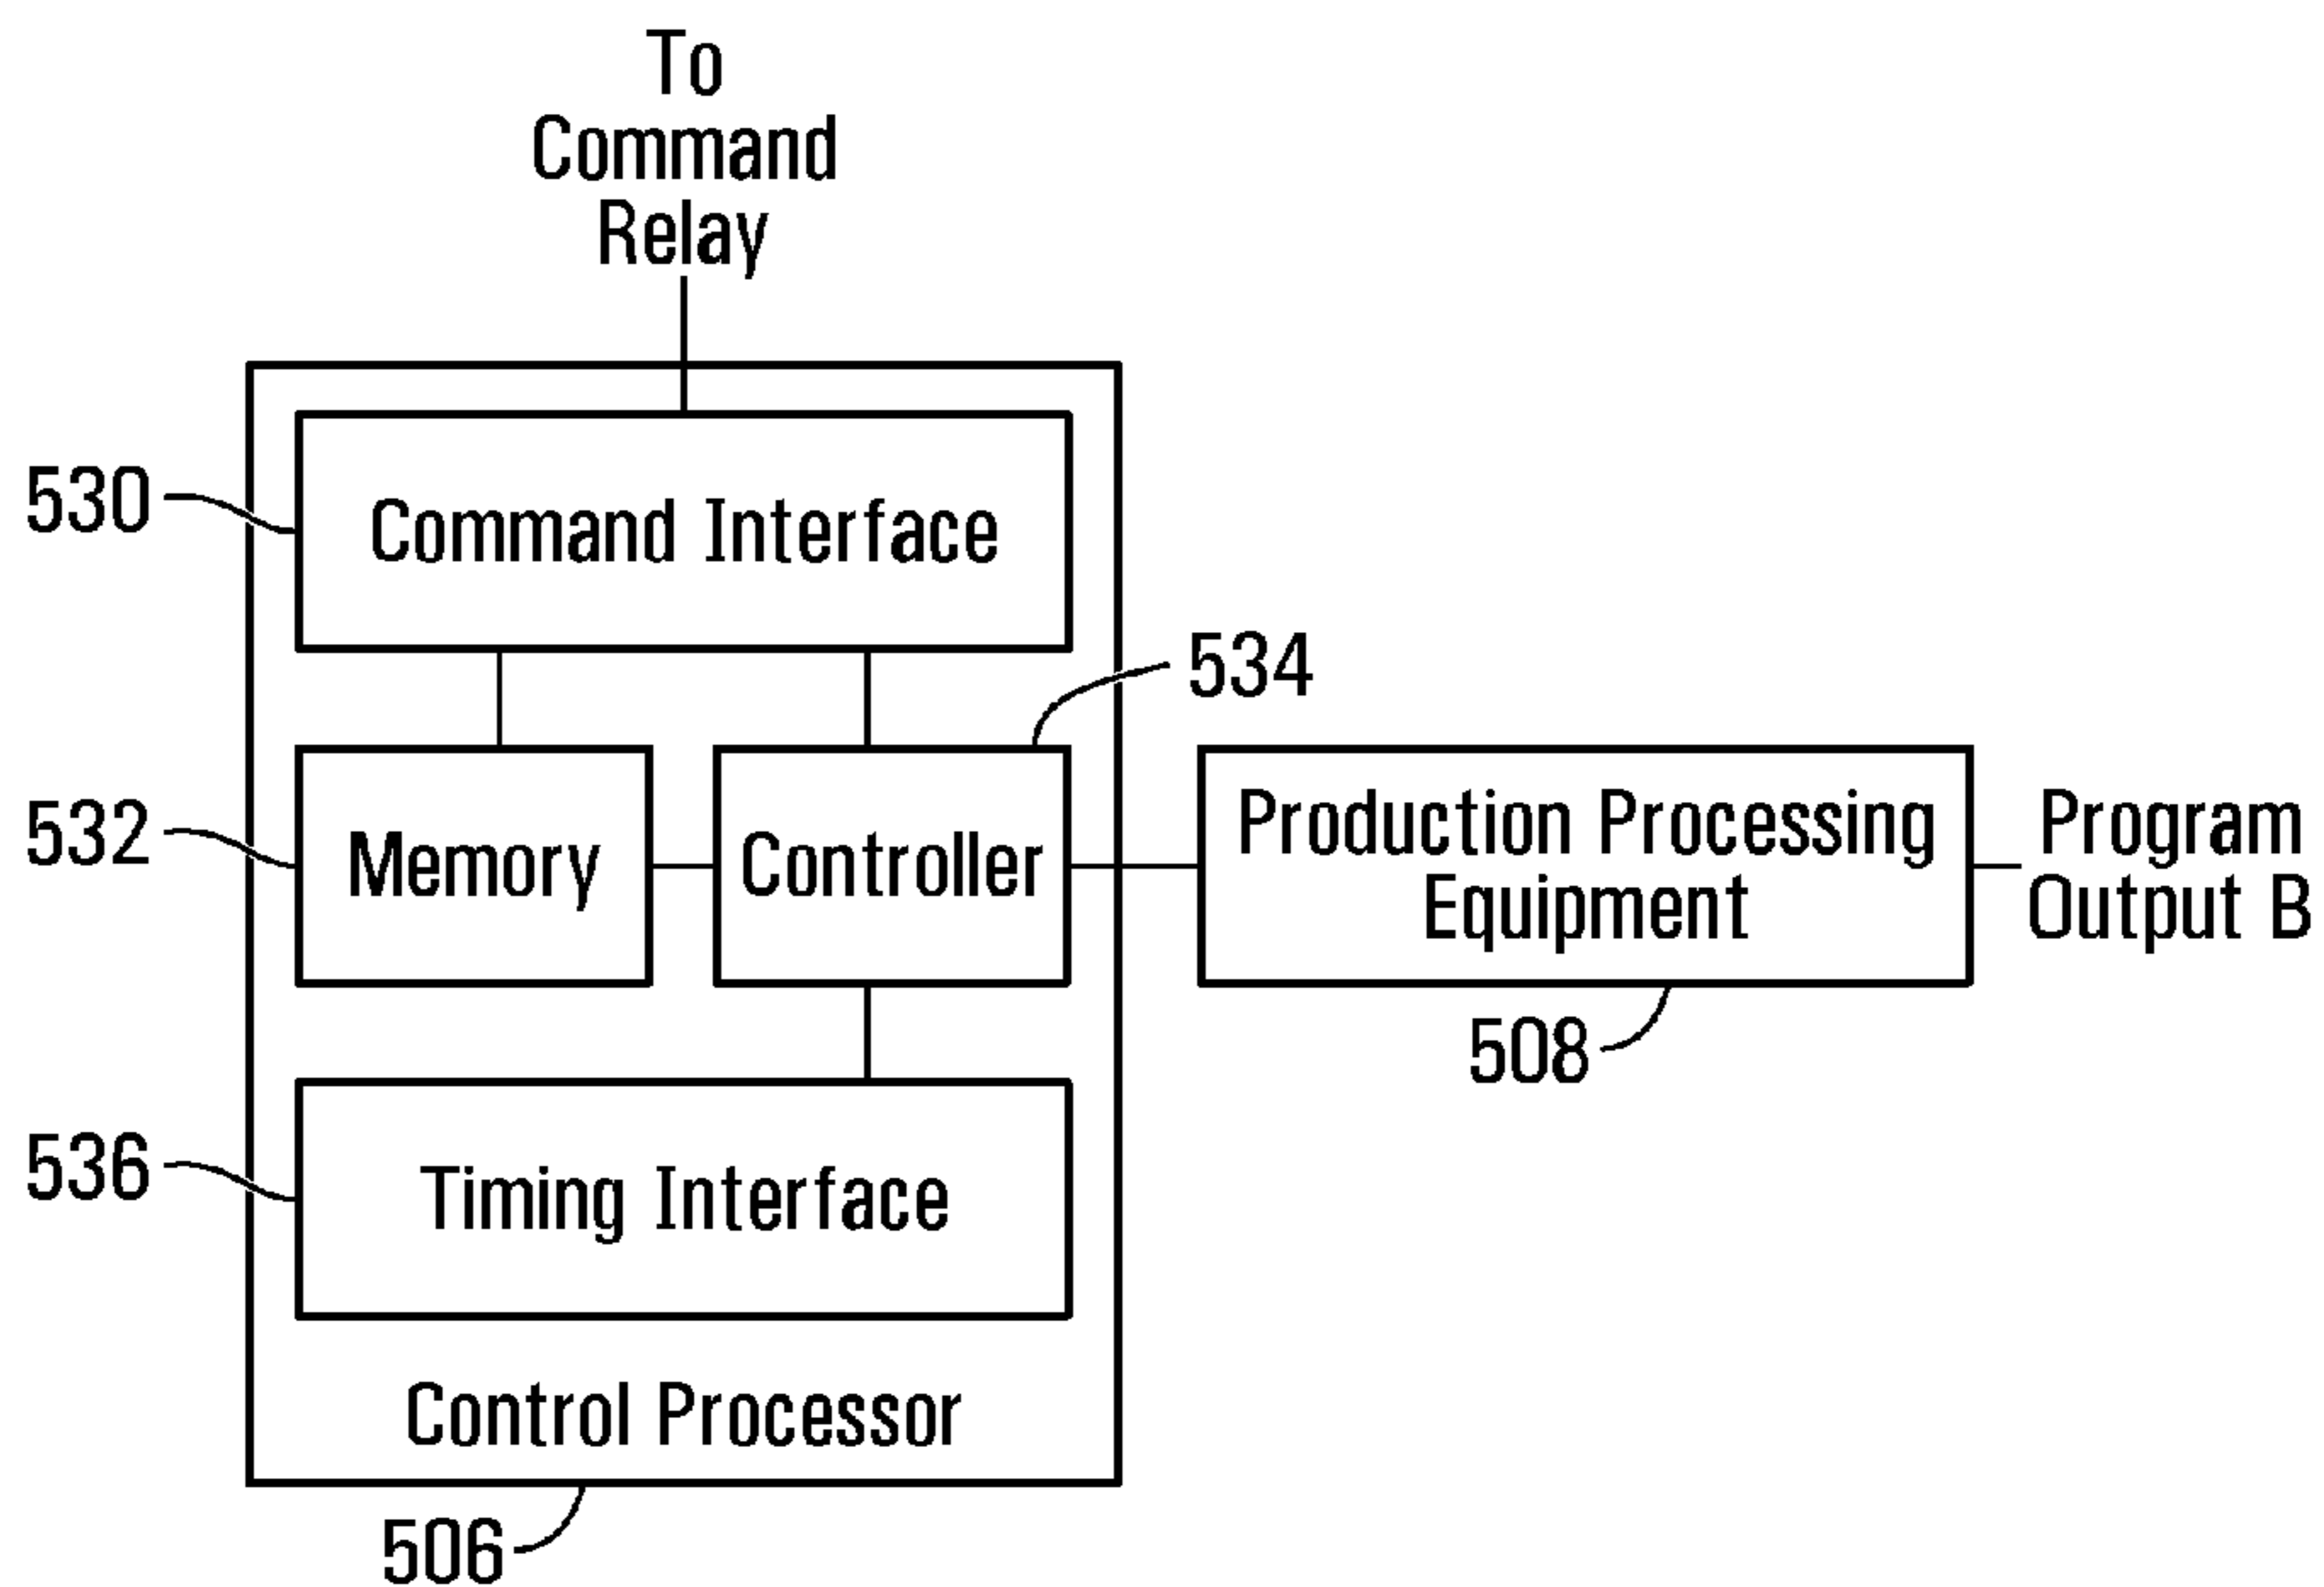 To
Command
Relay
530
Command Interface
534
532
Memory
Controller
Production Processing
Equipment
Program
Output B
508
536
Timing Interface
Control Processor
506